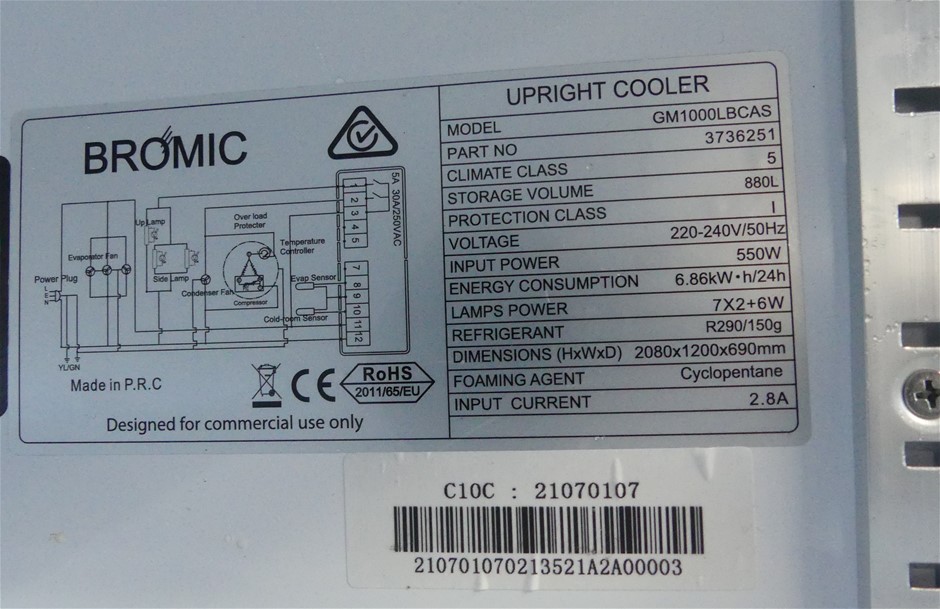 BROMIC
UPRIGHT COOLER
MODEL GM1000LBCAS
PART NO 3736251
CLIMATE CLASS 5
STORAGE VOLUME 880L
PROTECTION CLASS I
VOLTAGE 220-240V/50Hz
INPUT POWER 550W
ENERGY CONSUMPTION 6.86kW·h/24h
LAMPS POWER 7X2+6W
REFRIGERANT R290/150g
DIMENSIONS (HxWxD) 2080x1200x690mm
FOAMING AGENT Cyclopentane
INPUT CURRENT 2.8A
5A 30A/250VAC
1
2
3
4
5
7
8
9
10
11
12
Up Lamp
Over load
Protecter
Temperature
Controller
Evaporator Fan
Side Lamp
Power Plug
L
E
N
Condenser Fan
Compressor
Evap Sensor
Cold-room Sensor
YL/GN
Made in P.R.C
CE
RoHS
2011/65/EU
Designed for commercial use only
C10C : 21070107
210701070213521A2A00003